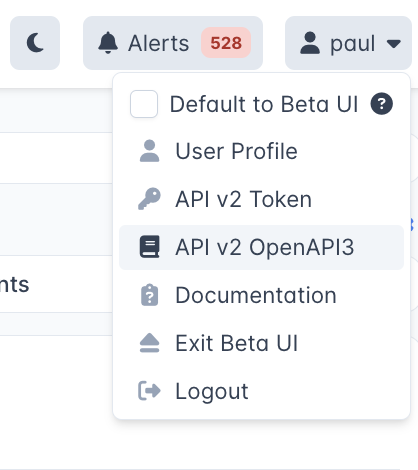 Alerts 528 paul
Default to Beta UI ?
User Profile
API v2 Token
API v2 OpenAPI3
nts
Documentation
Exit Beta UI
Logout